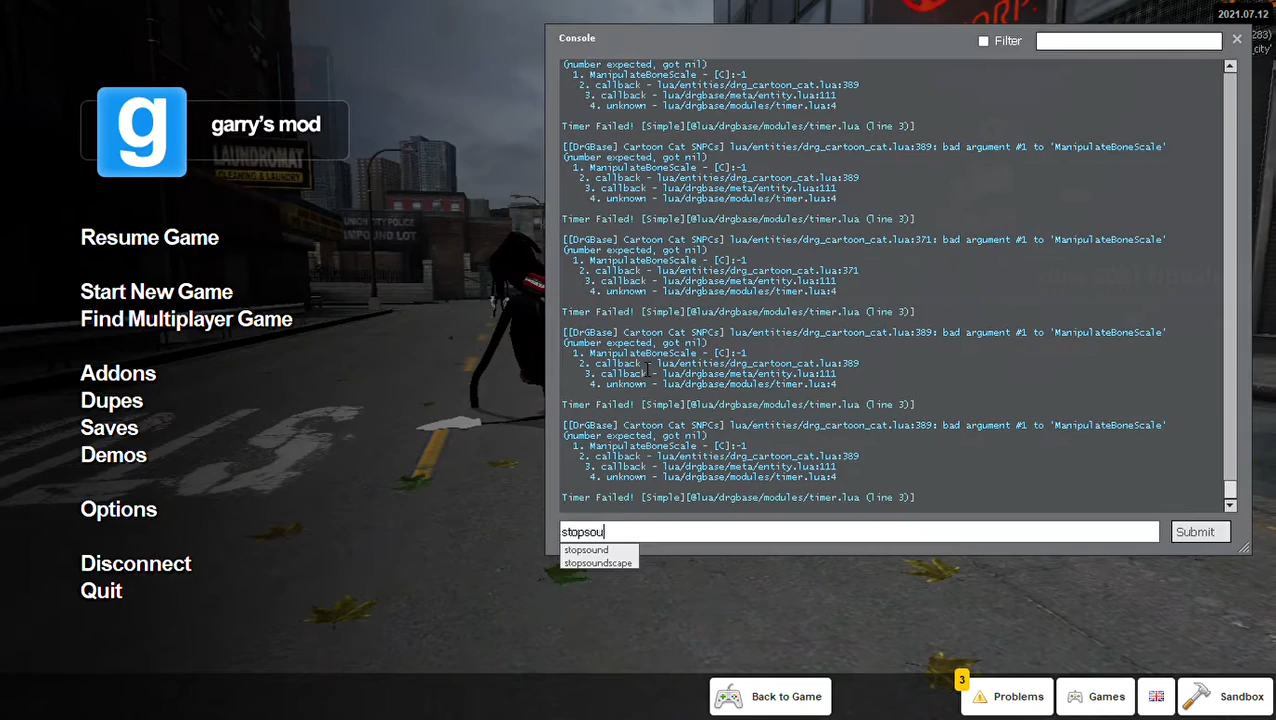 2021.07.12
283)
_city'
g
garry's mod
LAUNDROMAT
CLEANING & LAUNDRY
UNION CITY POLICE
IMPOUND LOT
Resume Game
Start New Game
Find Multiplayer Game
Addons
Dupes
Saves
Demos
Options
Disconnect
Quit
Console
Filter
(number expected, got nil)
1. ManipulateBoneScale - [C]:-1
2. callback - lua/entities/drg_cartoon_cat.lua:389
3. callback - lua/drgbase/meta/entity.lua:111
4. unknown - lua/drgbase/modules/timer.lua:4
Timer Failed! [Simple][@lua/drgbase/modules/timer.lua (line 3)]
[[DrGBase] Cartoon Cat SNPCs] lua/entities/drg_cartoon_cat.lua:389: bad argument #1 to 'ManipulateBoneScale'
(number expected, got nil)
1. ManipulateBoneScale - [C]:-1
2. callback - lua/entities/drg_cartoon_cat.lua:389
3. callback - lua/drgbase/meta/entity.lua:111
4. unknown - lua/drgbase/modules/timer.lua:4
Timer Failed! [Simple][@lua/drgbase/modules/timer.lua (line 3)]
[[DrGBase] Cartoon Cat SNPCs] lua/entities/drg_cartoon_cat.lua:371: bad argument #1 to 'ManipulateBoneScale'
(number expected, got nil)
1. ManipulateBoneScale - [C]:-1
2. callback - lua/entities/drg_cartoon_cat.lua:371
3. callback - lua/drgbase/meta/entity.lua:111
4. unknown - lua/drgbase/modules/timer.lua:4
Timer Failed! [Simple][@lua/drgbase/modules/timer.lua (line 3)]
[[DrGBase] Cartoon Cat SNPCs] lua/entities/drg_cartoon_cat.lua:389: bad argument #1 to 'ManipulateBoneScale'
(number expected, got nil)
1. ManipulateBoneScale - [C]:-1
2. callback - lua/entities/drg_cartoon_cat.lua:389
3. callback - lua/drgbase/meta/entity.lua:111
4. unknown - lua/drgbase/modules/timer.lua:4
Timer Failed! [Simple][@lua/drgbase/modules/timer.lua (line 3)]
[[DrGBase] Cartoon Cat SNPCs] lua/entities/drg_cartoon_cat.lua:389: bad argument #1 to 'ManipulateBoneScale'
(number expected, got nil)
1. ManipulateBoneScale - [C]:-1
2. callback - lua/entities/drg_cartoon_cat.lua:389
3. callback - lua/drgbase/meta/entity.lua:111
4. unknown - lua/drgbase/modules/timer.lua:4
Timer Failed! [Simple][@lua/drgbase/modules/timer.lua (line 3)]
stopsou
Submit
stopsound
stopsoundscape
Back to Game
3
Problems
Games
Sandbox